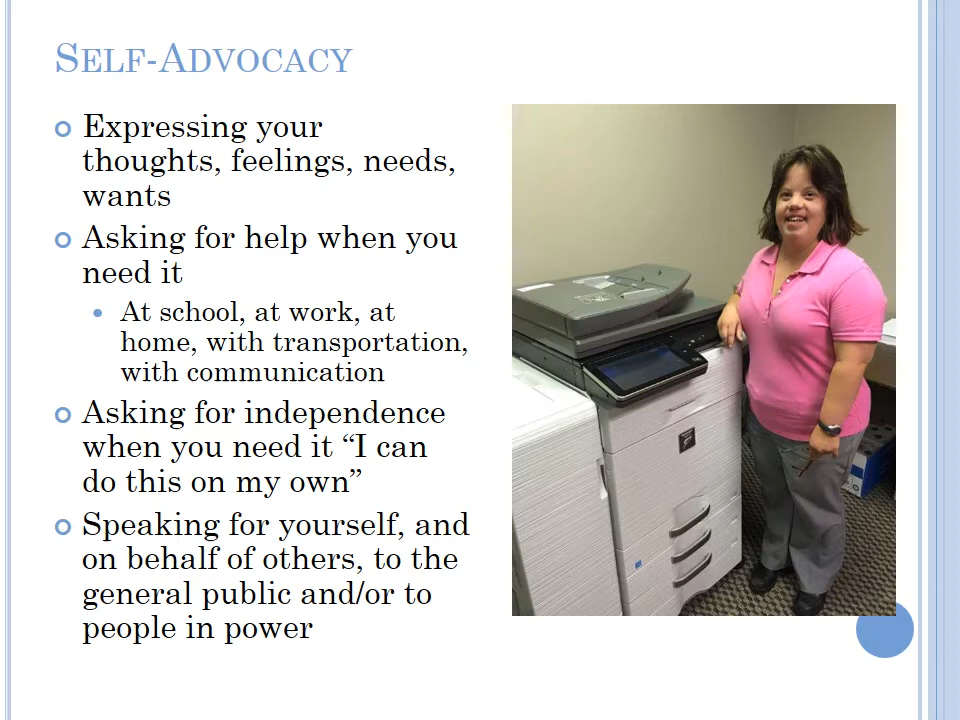 SELF-ADVOCACY
Expressing your
thoughts, feelings, needs,
wants
Asking for help when you
need it
At school, at work, at
home, with transportation,
with communication
Asking for independence
when you need it “I can
do this on my own”
Speaking for yourself, and
on behalf of others, to the
general public and/or to
people in power